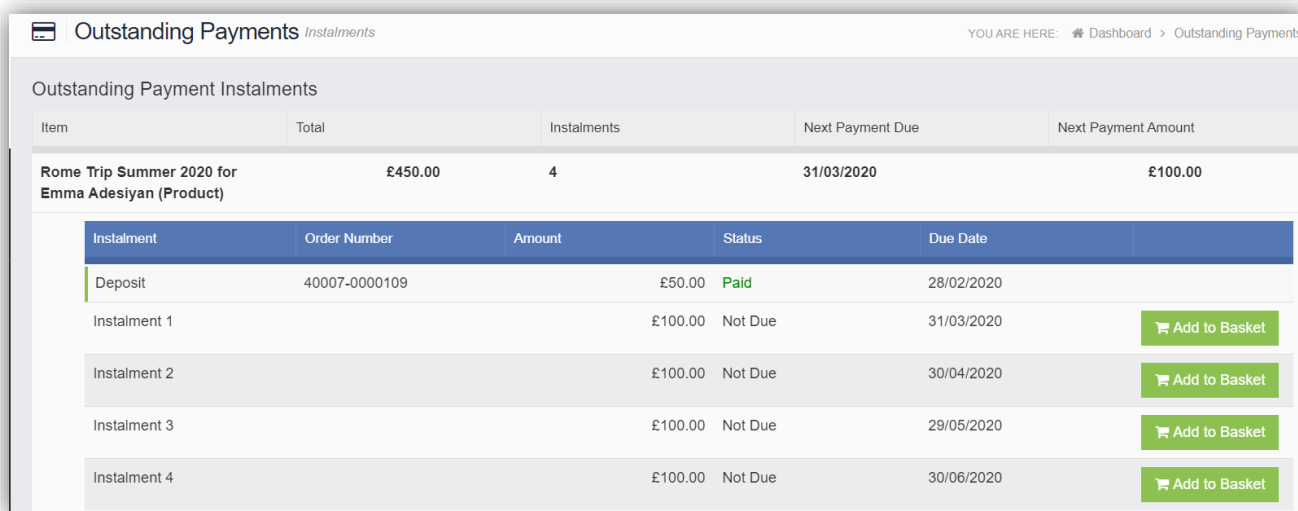 Outstanding Payments Instalments
YOU ARE HERE: Dashboard > Outstanding Payments
Outstanding Payment Instalments
Item Total Instalments Next Payment Due Next Payment Amount
Rome Trip Summer 2020 for £450.00 4 31/03/2020 £100.00
Emma Adesiyan (Product)
Instalment Order Number Amount Status Due Date
Deposit 40007-0000109 £50.00 Paid 28/02/2020
Instalment 1 £100.00 Not Due 31/03/2020 Add to Basket
Instalment 2 £100.00 Not Due 30/04/2020 Add to Basket
Instalment 3 £100.00 Not Due 29/05/2020 Add to Basket
Instalment 4 £100.00 Not Due 30/06/2020 Add to Basket